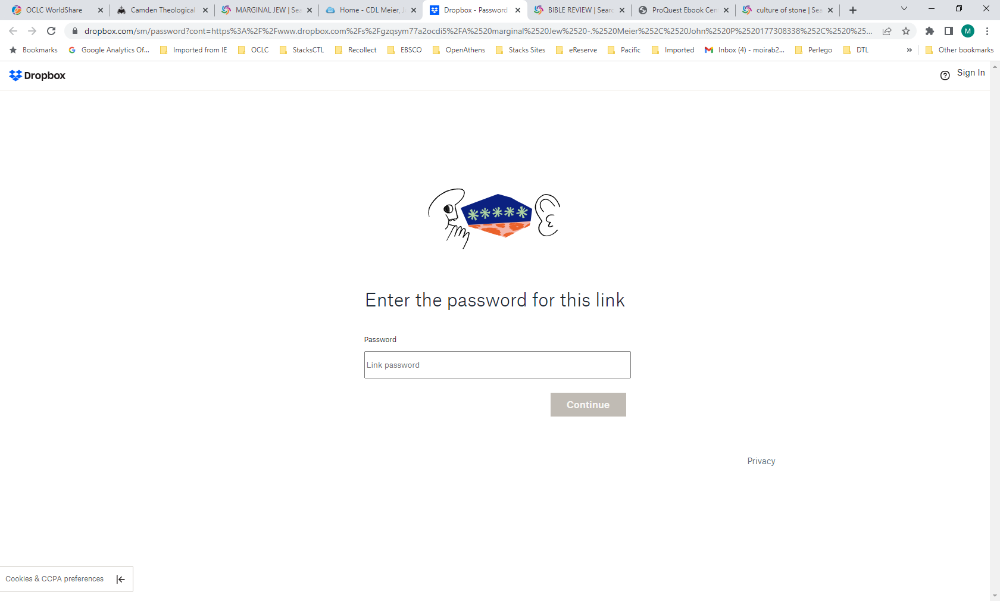 OCLC WorldShare
Camden Theological
MARGINAL JEW | Sea
Home - CDL Meier, J
Dropbox - Password
BIBLE REVIEW | Searc
ProQuest Ebook Cen
culture of stone | Sea
dropbox.com/sm/password?cont=https%3A%2F%2Fwww.dropbox.com%2Fs%2Fgzqsym77a2ocdi5%2FA%2520marginal%2520Jew%2520-.%2520Meier%252C%2520John%2520P%2520177308338%252C%2520%25...
M
Bookmarks
Google Analytics Of...
Imported from IE
OCLC
StacksCTL
Recollect
EBSCO
OpenAthens
Stacks Sites
eReserve
Pacific
Imported
Inbox (4) - moirab2...
Perlego
DTL
»
Other bookmarks
Dropbox
Sign In
Enter the password for this link
Password
Link password
Continue
Privacy
Cookies & CCPA preferences